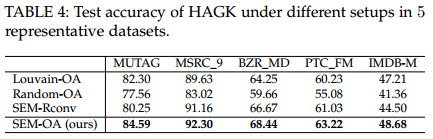 TABLE 4: Test accuracy of HAGK under different setups in 5
representative datasets.
MUTAG MSRC_9 BZR_MD PTC_FM IMDB-M
Louvain-OA 82.30 89.63 64.25 60.23 47.21
Random-OA 77.56 83.02 59.66 55.08 41.36
SEM-Rconv 80.25 91.16 66.67 61.03 44.50
SEM-OA (ours) 84.59 92.30 68.44 63.22 48.68